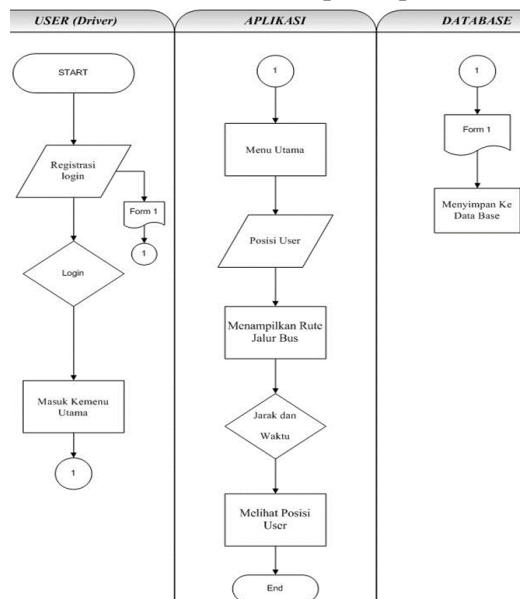 USER (Driver)
START
Registrasi
login
Form 1
1
Login
Masuk Kemenu
Utama
1
APLIKASI
1
Menu Utama
Posisi User
Menampilkan Rute
Jalur Bus
Jarak dan
Waktu
Melihat Posisi
User
End
DATABASE
1
Form 1
Menyimpan Ke
Data Base